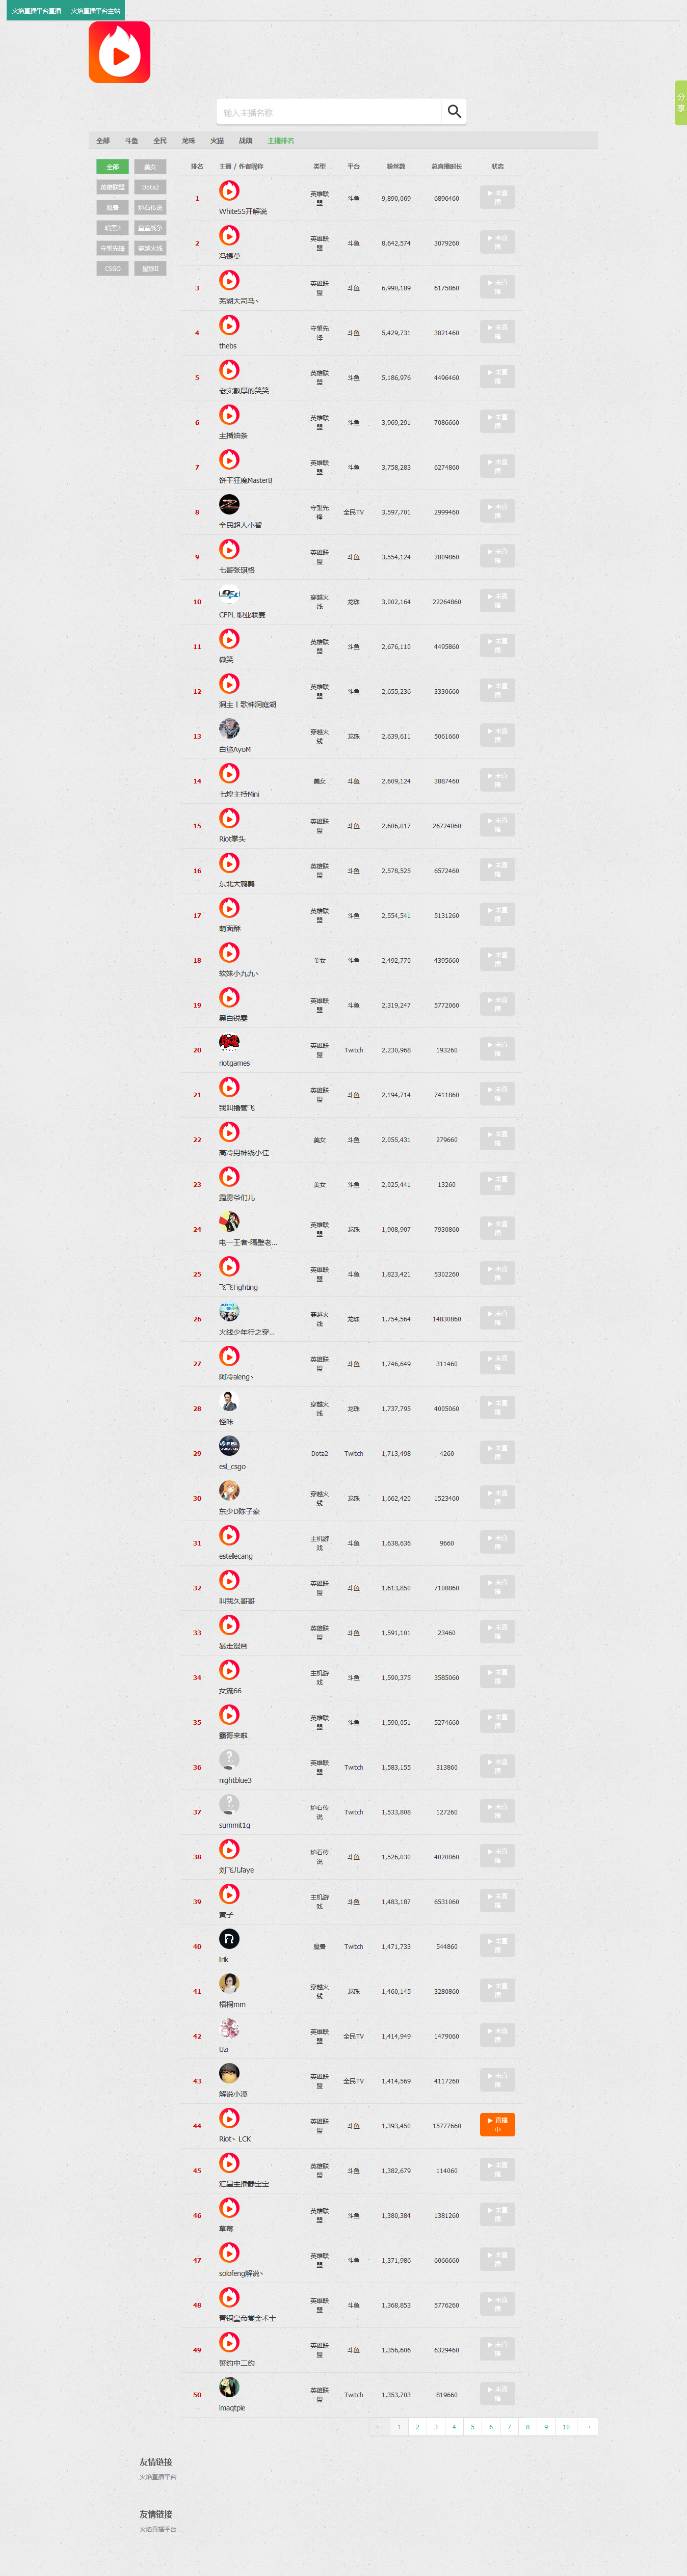 火焰直播平台直播 火焰直播平台主站
分享
输入主播名称
全部 斗鱼 全民 龙珠 火猫 战旗 主播排名
全部 美女
英雄联盟 Dota2
魔兽 炉石传说
暗黑3 皇室战争
守望先锋 穿越火线
CSGO 星际II
排名 主播 / 作者昵称 类型 平台 粉丝数 总直播时长 状态
1 White55开解说 英雄联盟 斗鱼 9,890,069 6896460 未直播
2 冯提莫 英雄联盟 斗鱼 8,642,574 3079260 未直播
3 芜湖大司马丶 英雄联盟 斗鱼 6,990,189 6175860 未直播
4 thebs 守望先锋 斗鱼 5,429,731 3821460 未直播
5 老实敦厚的笑笑 英雄联盟 斗鱼 5,186,976 4496460 未直播
6 主播油条 英雄联盟 斗鱼 3,969,291 7086660 未直播
7 饼干狂魔MasterB 英雄联盟 斗鱼 3,758,283 6274860 未直播
8 全民超人小智 守望先锋 全民TV 3,597,701 2999460 未直播
9 七哥张琪格 英雄联盟 斗鱼 3,554,124 2809860 未直播
10 CFPL 职业联赛 穿越火线 龙珠 3,002,164 22264860 未直播
11 微笑 英雄联盟 斗鱼 2,676,110 4495860 未直播
12 洞主丨歌神洞庭湖 英雄联盟 斗鱼 2,655,236 3330660 未直播
13 白鲨AyoM 穿越火线 龙珠 2,639,611 5061660 未直播
14 七煌主持Mini 美女 斗鱼 2,609,124 3887460 未直播
15 Riot拳头 英雄联盟 斗鱼 2,606,017 26724060 未直播
16 东北大鹌鹑 英雄联盟 斗鱼 2,578,525 6572460 未直播
17 萌面酥 英雄联盟 斗鱼 2,554,541 5131260 未直播
18 软妹小九九丶 美女 斗鱼 2,492,770 4395660 未直播
19 黑白锐雯 英雄联盟 斗鱼 2,319,247 5772060 未直播
20 riotgames 英雄联盟 Twitch 2,230,968 193260 未直播
21 我叫撸管飞 英雄联盟 斗鱼 2,194,714 7411860 未直播
22 高冷男神钱小佳 美女 斗鱼 2,055,431 279660 未直播
23 霹雳爷们儿 美女 斗鱼 2,025,441 13260 未直播
24 电一王者-隔壁老... 英雄联盟 龙珠 1,908,907 7930860 未直播
25 飞飞Fighting 英雄联盟 斗鱼 1,823,421 5302260 未直播
26 火线少年行之穿... 穿越火线 龙珠 1,754,564 14830860 未直播
27 阿冷aleng丶 英雄联盟 斗鱼 1,746,649 311460 未直播
28 怪咔 穿越火线 龙珠 1,737,795 4005060 未直播
29 esl_csgo Dota2 Twitch 1,713,498 4260 未直播
30 东少D陈子豪 穿越火线 龙珠 1,662,420 1523460 未直播
31 estellecang 主机游戏 斗鱼 1,638,636 9660 未直播
32 叫我久哥哥 英雄联盟 斗鱼 1,613,850 7108860 未直播
33 暴走漫画 英雄联盟 斗鱼 1,591,101 23460 未直播
34 女流66 主机游戏 斗鱼 1,590,375 3585060 未直播
35 霸哥来啦 英雄联盟 斗鱼 1,590,051 5274660 未直播
36 nightblue3 英雄联盟 Twitch 1,583,155 313860 未直播
37 summit1g 炉石传说 Twitch 1,533,808 127260 未直播
38 刘飞儿faye 炉石传说 斗鱼 1,526,030 4020060 未直播
39 寅子 主机游戏 斗鱼 1,483,187 6531060 未直播
40 lirik 魔兽 Twitch 1,471,733 544860 未直播
41 梧桐mm 穿越火线 龙珠 1,460,145 3280860 未直播
42 Uzi 英雄联盟 全民TV 1,414,949 1479060 未直播
43 解说小漠 英雄联盟 全民TV 1,414,569 4117260 未直播
44 Riot丶LCK 英雄联盟 斗鱼 1,393,450 15777660 直播中
45 汇星主播静宝宝 英雄联盟 斗鱼 1,382,679 114060 未直播
46 草莓 英雄联盟 斗鱼 1,380,384 1381260 未直播
47 solofeng解说丶 英雄联盟 斗鱼 1,371,986 6066660 未直播
48 青铜皇帝赏金术士 英雄联盟 斗鱼 1,368,853 5776260 未直播
49 誓约中二约 英雄联盟 斗鱼 1,356,606 6329460 未直播
50 imaqtpie 英雄联盟 Twitch 1,353,703 819660 未直播
← 1 2 3 4 5 6 7 8 9 10 →
友情链接
火焰直播平台
友情链接
火焰直播平台